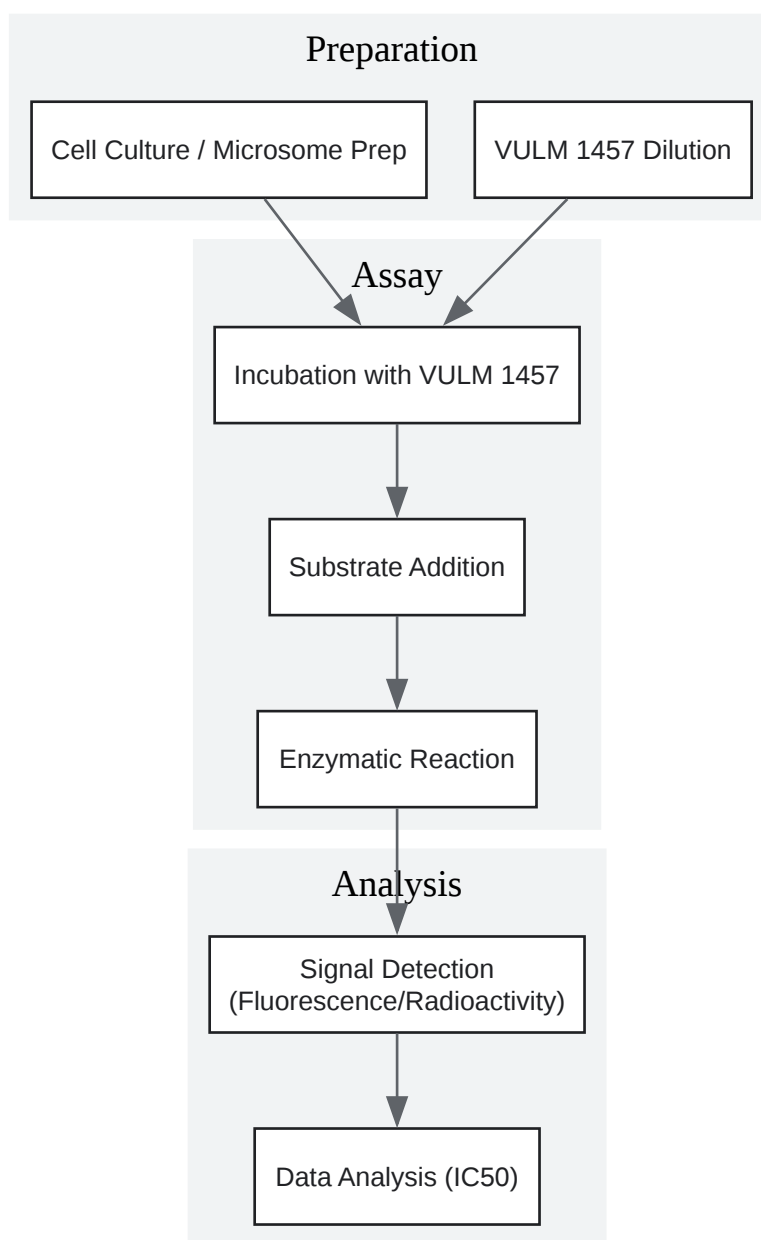 Preparation
Cell Culture / Microsome Prep
VULM 1457 Dilution
Assay
Incubation with VULM 1457
Substrate Addition
Enzymatic Reaction
Analysis
Signal Detection
(Fluorescence/Radioactivity)
Data Analysis (IC50)